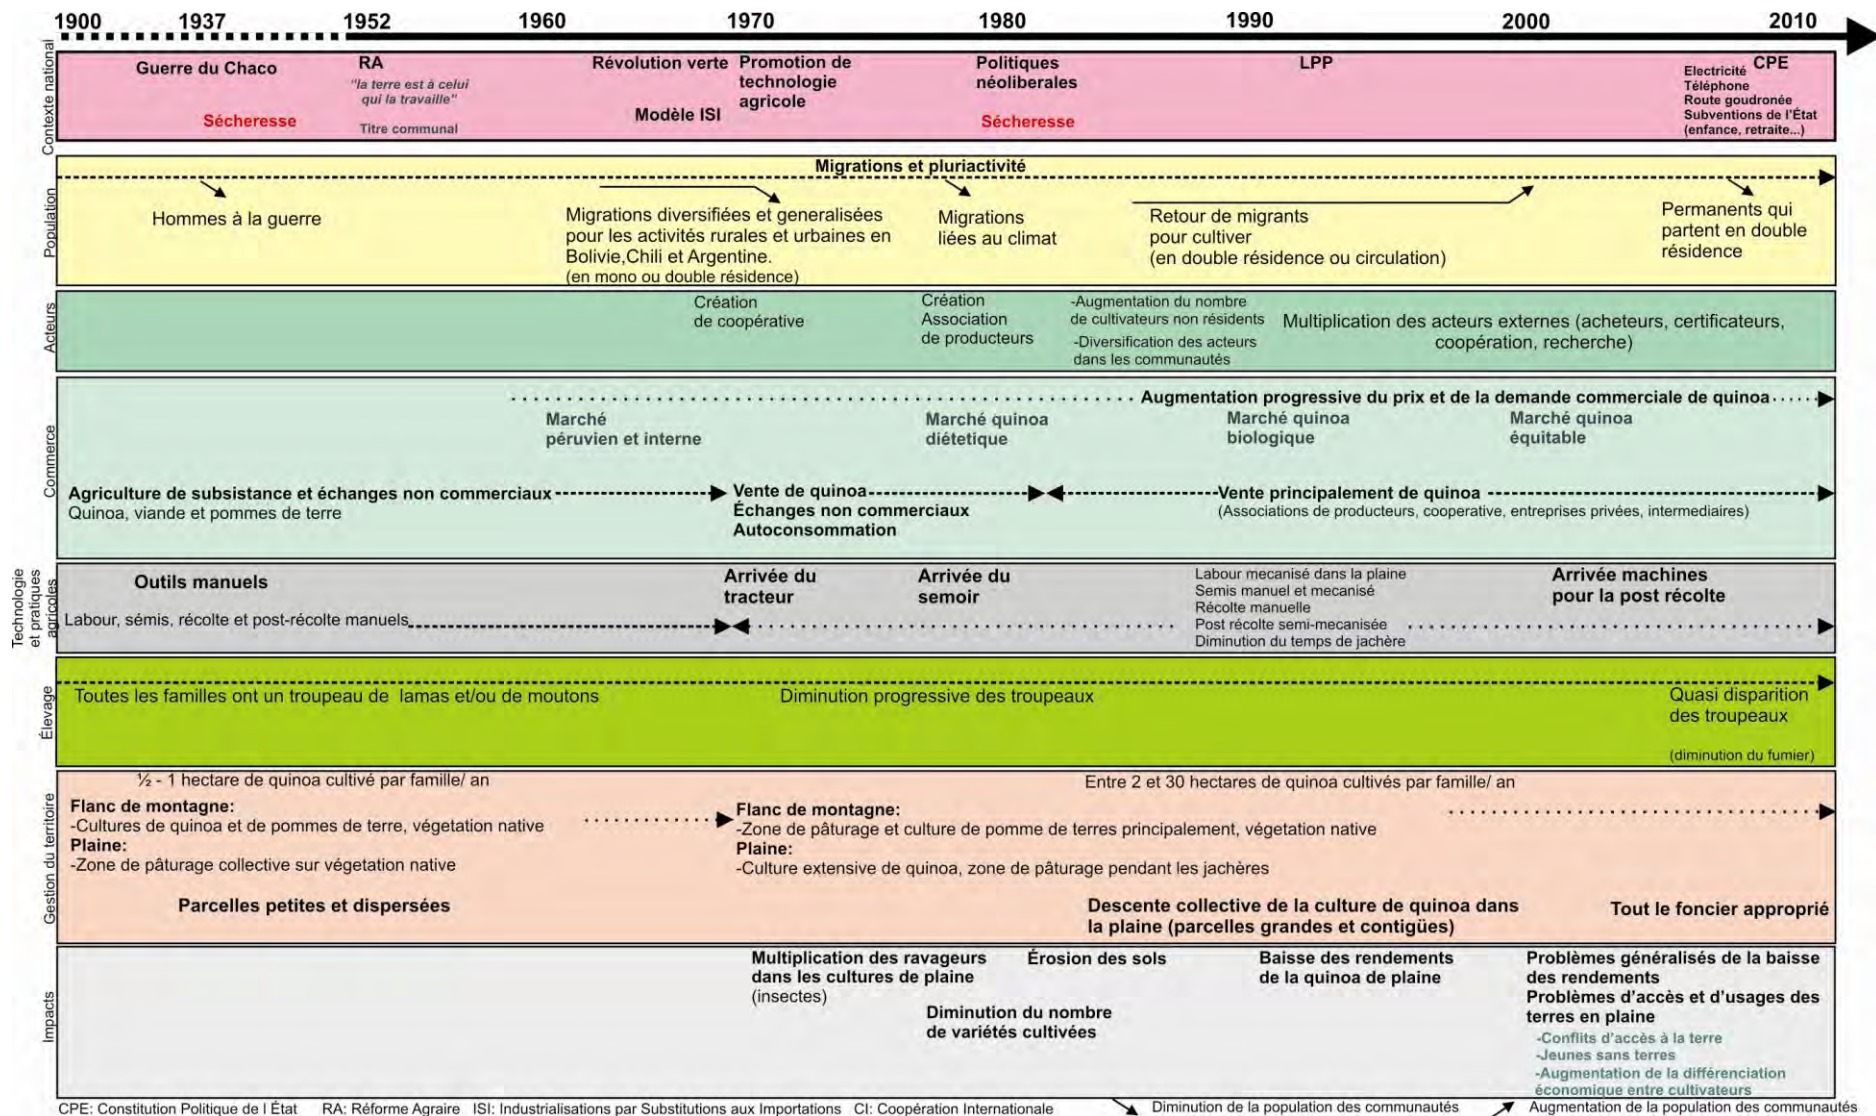 1900 1937 1952 1960 1970 1980 1990 2000 2010
Contexte national
Guerre du Chaco
Sécheresse
RA
"la terre est à celui
qui la travaille"
Titre communal
Révolution verte
Modèle ISI
Promotion de
technologie
agricole
Politiques
néoliberales
Sécheresse
LPP
CPE
Electricité
Téléphone
Route goudronée
Subventions de l'État
(enfance, retraite...)
Population
Migrations et pluriactivité
Hommes à la guerre
Migrations diversifiées et generalisées
pour les activités rurales et urbaines en
Bolivie,Chili et Argentine.
(en mono ou double résidence)
Migrations
liées au climat
Retour de migrants
pour cultiver
(en double résidence ou circulation)
Permanents qui
partent en double
résidence
Acteurs
Création
de coopérative
Création
Association
de producteurs
-Augmentation du nombre
de cultivateurs non résidents
-Diversification des acteurs
dans les communautés
Multiplication des acteurs externes (acheteurs, certificateurs,
coopération, recherche)
Commerce
Augmentation progressive du prix et de la demande commerciale de quinoa
Marché
péruvien et interne
Marché quinoa
diétetique
Marché quinoa
biologique
Marché quinoa
équitable
Agriculture de subsistance et échanges non commerciaux
Quinoa, viande et pommes de terre
Vente de quinoa
Échanges non commerciaux
Autoconsommation
Vente principalement de quinoa
(Associations de producteurs, cooperative, entreprises privées, intermediaires)
Technologie
et pratiques
agricoles
Outils manuels
Labour, sémis, récolte et post-récolte manuels
Arrivée du
tracteur
Arrivée du
semoir
Labour mecanisé dans la plaine
Semis manuel et mecanisé
Récolte manuelle
Post récolte semi-mecanisée
Diminution du temps de jachère
Arrivée machines
pour la post récolte
Élevage
Toutes les familles ont un troupeau de lamas et/ou de moutons
Diminution progressive des troupeaux
Quasi disparition
des troupeaux
(diminution du fumier)
Gestion du territoire
½ - 1 hectare de quinoa cultivé par famille/ an
Flanc de montagne:
-Cultures de quinoa et de pommes de terre, végetation native
Plaine:
-Zone de pâturage collective sur végetation native
Parcelles petites et dispersées
Entre 2 et 30 hectares de quinoa cultivés par famille/ an
Flanc de montagne:
-Zone de pâturage et culture de pomme de terres principalement, végetation native
Plaine:
-Culture extensive de quinoa, zone de pâturage pendant les jachères
Descente collective de la culture de quinoa dans
la plaine (parcelles grandes et contigües)
Tout le foncier approprié
Impacts
Multiplication des ravageurs
dans les cultures de plaine
(insectes)
Érosion des sols
Diminution du nombre
de variétés cultivées
Baisse des rendements
de la quinoa de plaine
Problèmes généralisés de la baisse
des rendements
Problèmes d'accès et d'usages des
terres en plaine
-Conflits d'accès à la terre
-Jeunes sans terres
-Augmentation de la différenciation
économique entre cultivateurs
CPE: Constitution Politique de l État RA: Réforme Agraire ISI: Industrialisations par Substitutions aux Importations CI: Coopération Internationale
Diminution de la population des communautés
Augmentation de la population des communautés